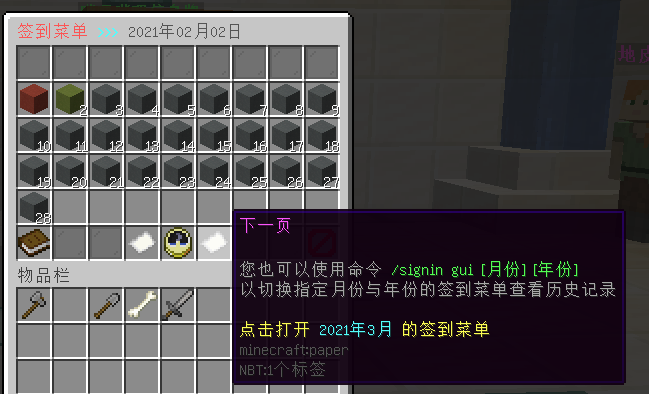 签到菜单 >>> 2021年02月02日
2 3 4 5 6 7 8 9
10 11 12 13 14 15 16 17 18
19 20 21 22 23 24 25 26 27
28
下一页
您也可以使用命令 /signin gui [月份][年份]
以切换指定月份与年份的签到菜单查看历史记录
点击打开 2021年3月 的签到菜单
minecraft:paper
NBT:1个标签
物品栏